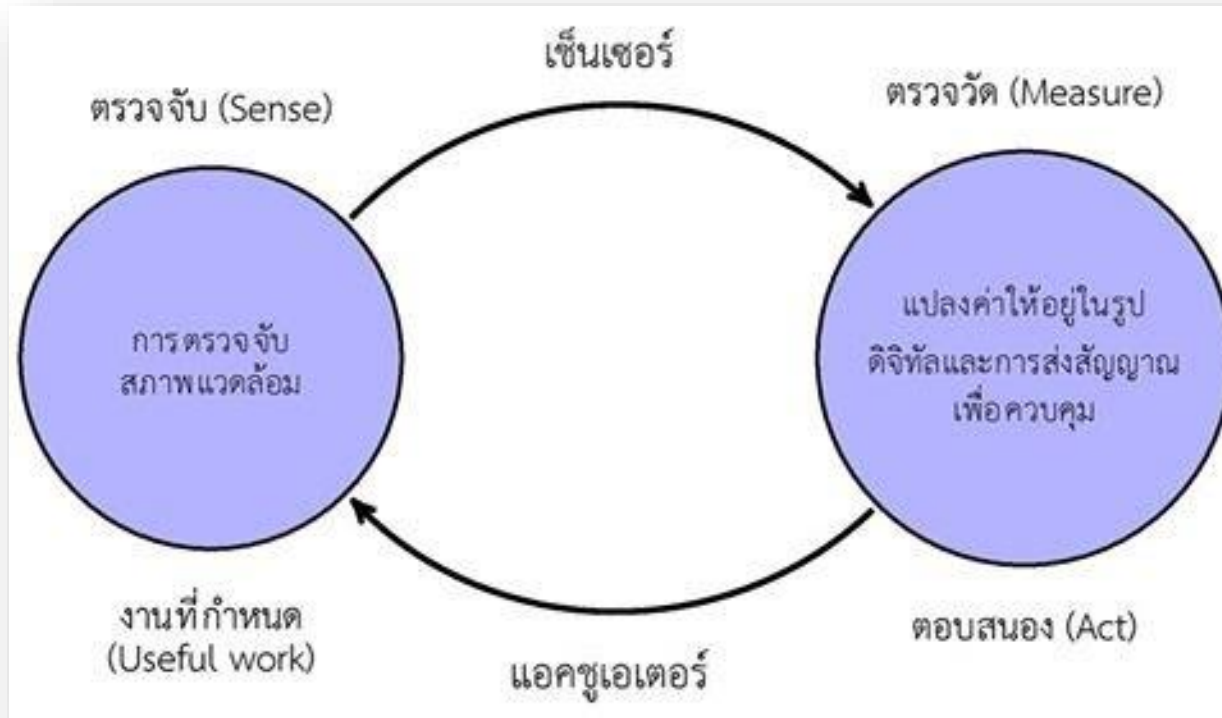 เซ็นเซอร์
ตรวจจับ (Sense)
ตรวจวัด (Measure)
การตรวจจับ
สภาพแวดล้อม
แปลงค่าให้อยู่ในรูป
ดิจิทัลและการส่งสัญญาณ
เพื่อควบคุม
งานที่กำหนด
(Useful work)
ตอบสนอง (Act)
แอคชูเอเตอร์